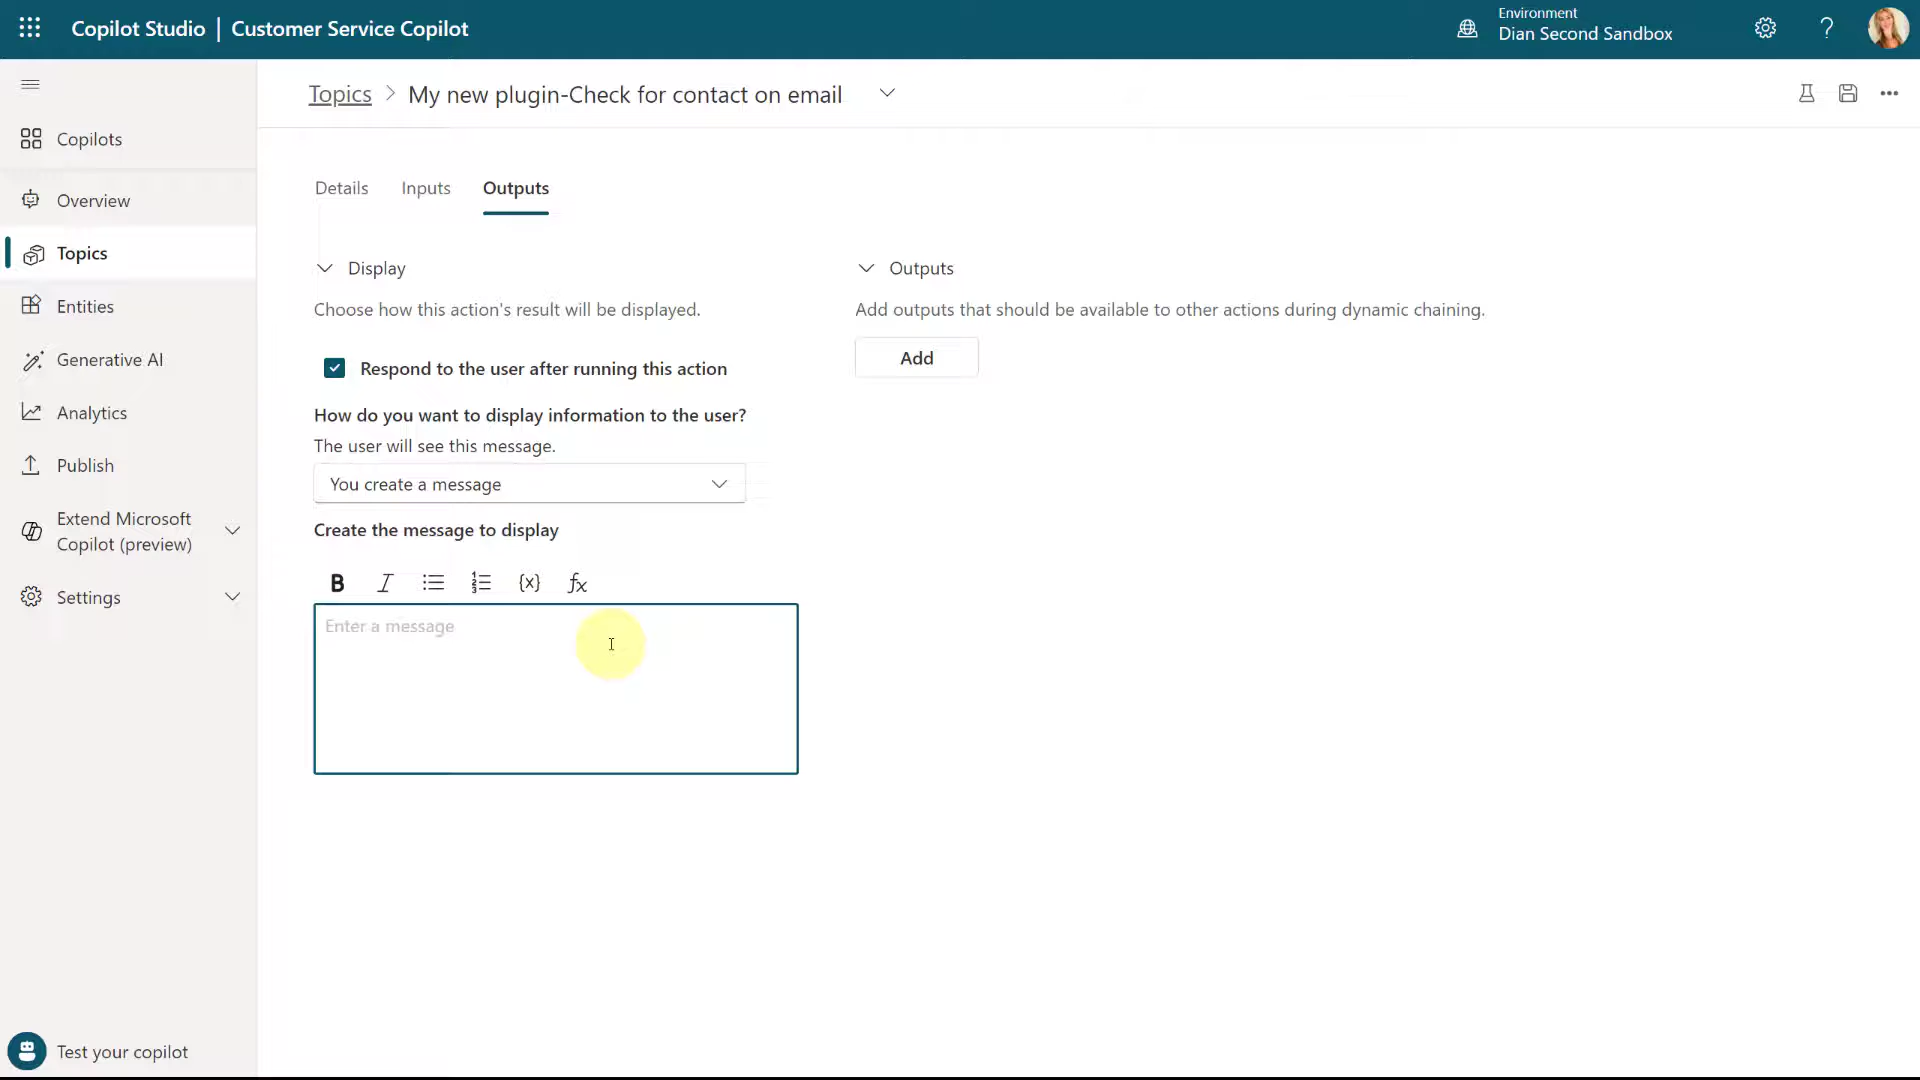 Copilot Studio | Customer Service Copilot
Environment
Dian Second Sandbox
?
Topics > My new plugin-Check for contact on email
Copilots
Overview
Topics
Entities
Generative AI
Analytics
Publish
Extend Microsoft
Copilot (preview)
Settings
Test your copilot
Details
Inputs
Outputs
Display
Choose how this action's result will be displayed.
Respond to the user after running this action
How do you want to display information to the user?
The user will see this message.
You create a message
Create the message to display
B I {x} fx
Enter a message
Outputs
Add outputs that should be available to other actions during dynamic chaining.
Add